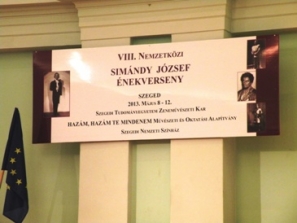 VIII. Nemzetközi
SIMÁNDY JÓZSEF
ÉNEKVERSENY
SZEGED
2013. Május 8 - 12.
Szegedi Tudományegyetem Zeneművészeti Kar
HAZÁM, HAZÁM TE MINDENEM Művészeti és Oktatási Alapítvány
Szegedi Nemzeti Színház